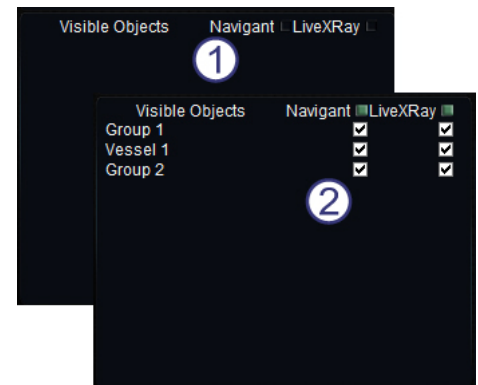 Visible Objects Navigant LiveXRay
1
Visible Objects Navigant LiveXRay
Group 1
Vessel 1
Group 2
2